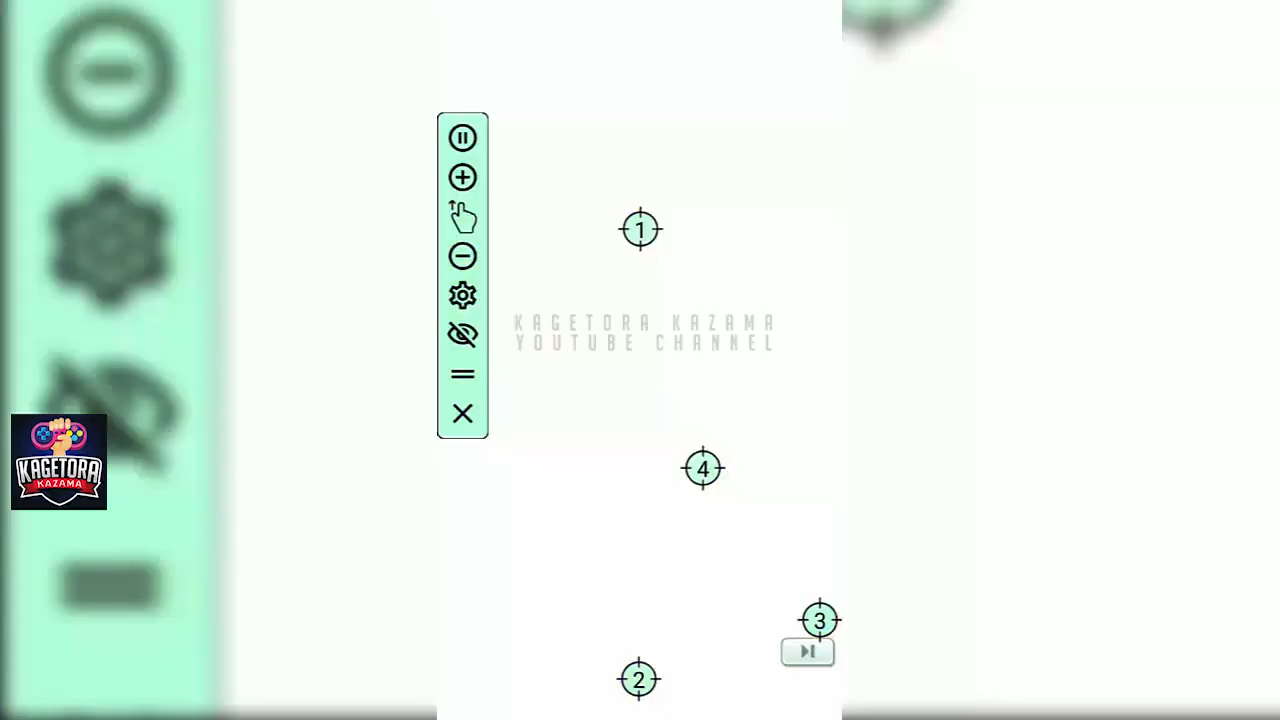 1
KAGETORA KAZAMA
YOUTUBE CHANNEL
KAGETORA
KAZAMA
4
3
2